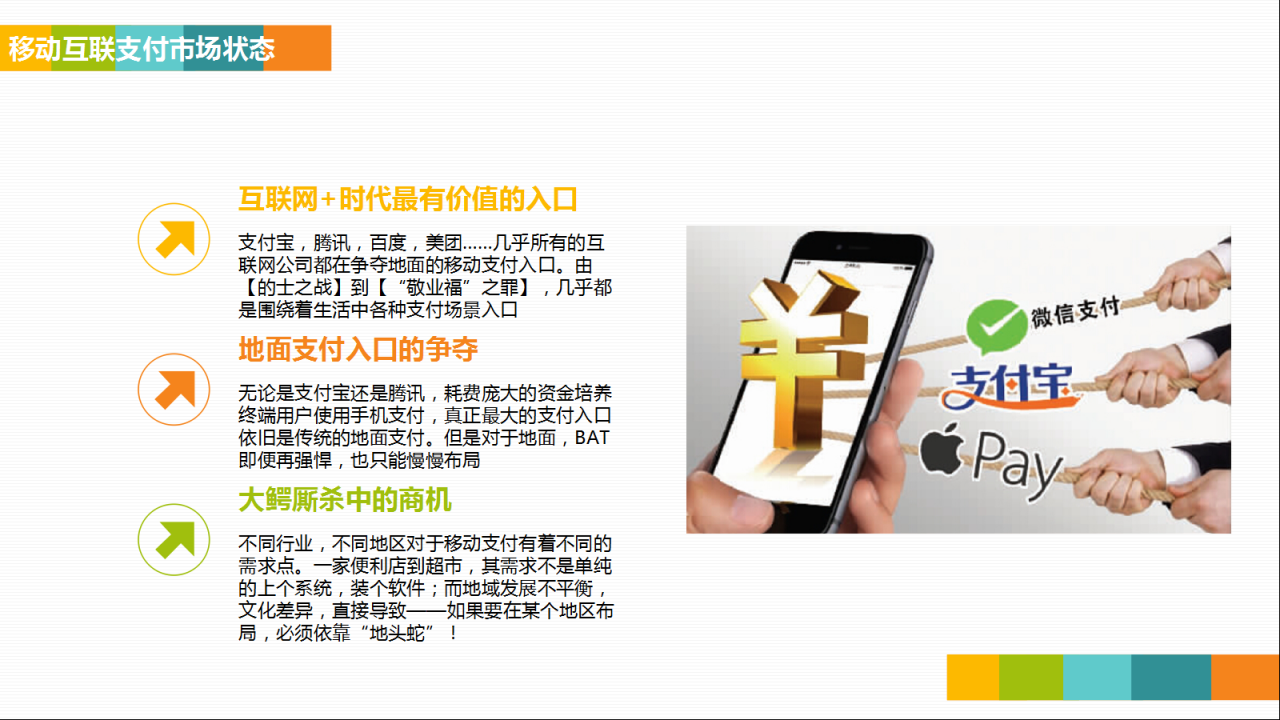 移动互联支付市场状态
互联网+时代最有价值的入口
支付宝，腾讯，百度，美团……几乎所有的互
联网公司都在争夺地面的移动支付入口。由
【的士之战】到【“敬业福”之罪】，几乎都
是围绕着生活中各种支付场景入口
地面支付入口的争夺
无论是支付宝还是腾讯，耗费庞大的资金培养
终端用户使用手机支付，真正最大的支付入口
依旧是传统的地面支付。但是对于地面，BAT
即便再强悍，也只能慢慢布局
大鳄厮杀中的商机
不同行业，不同地区对于移动支付有着不同的
需求点。一家便利店到超市，其需求不是单纯
的上个系统，装个软件；而地域发展不平衡，
文化差异，直接导致——如果要在某个地区布
局，必须依靠“地头蛇”！
微信支付
支付宝
Pay